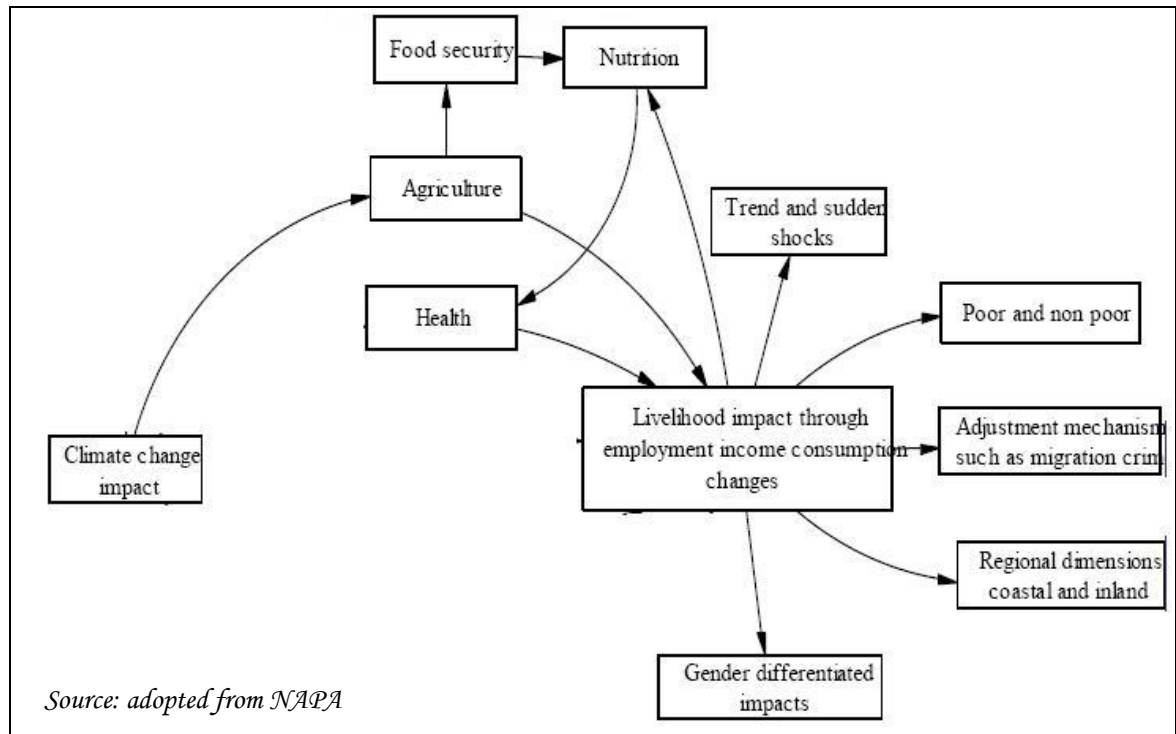 Food security
Nutrition
Agriculture
Trend and sudden
shocks
Health
Poor and non poor
Climate change
impact
Livelihood impact through
employment income consumption
changes
Adjustment mechanism
such as migration crim
Regional dimensions
coastal and inland
Gender differentiated
impacts
Source: adopted from NAPA